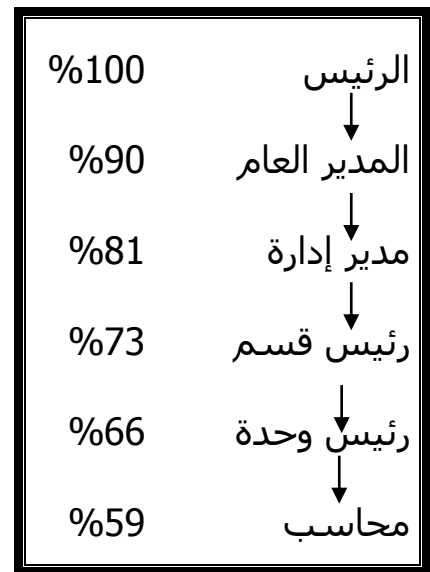 الرئيس %100
المدير العام %90
مدير إدارة %81
رئيس قسم %73
رئيس وحدة %66
محاسب %59